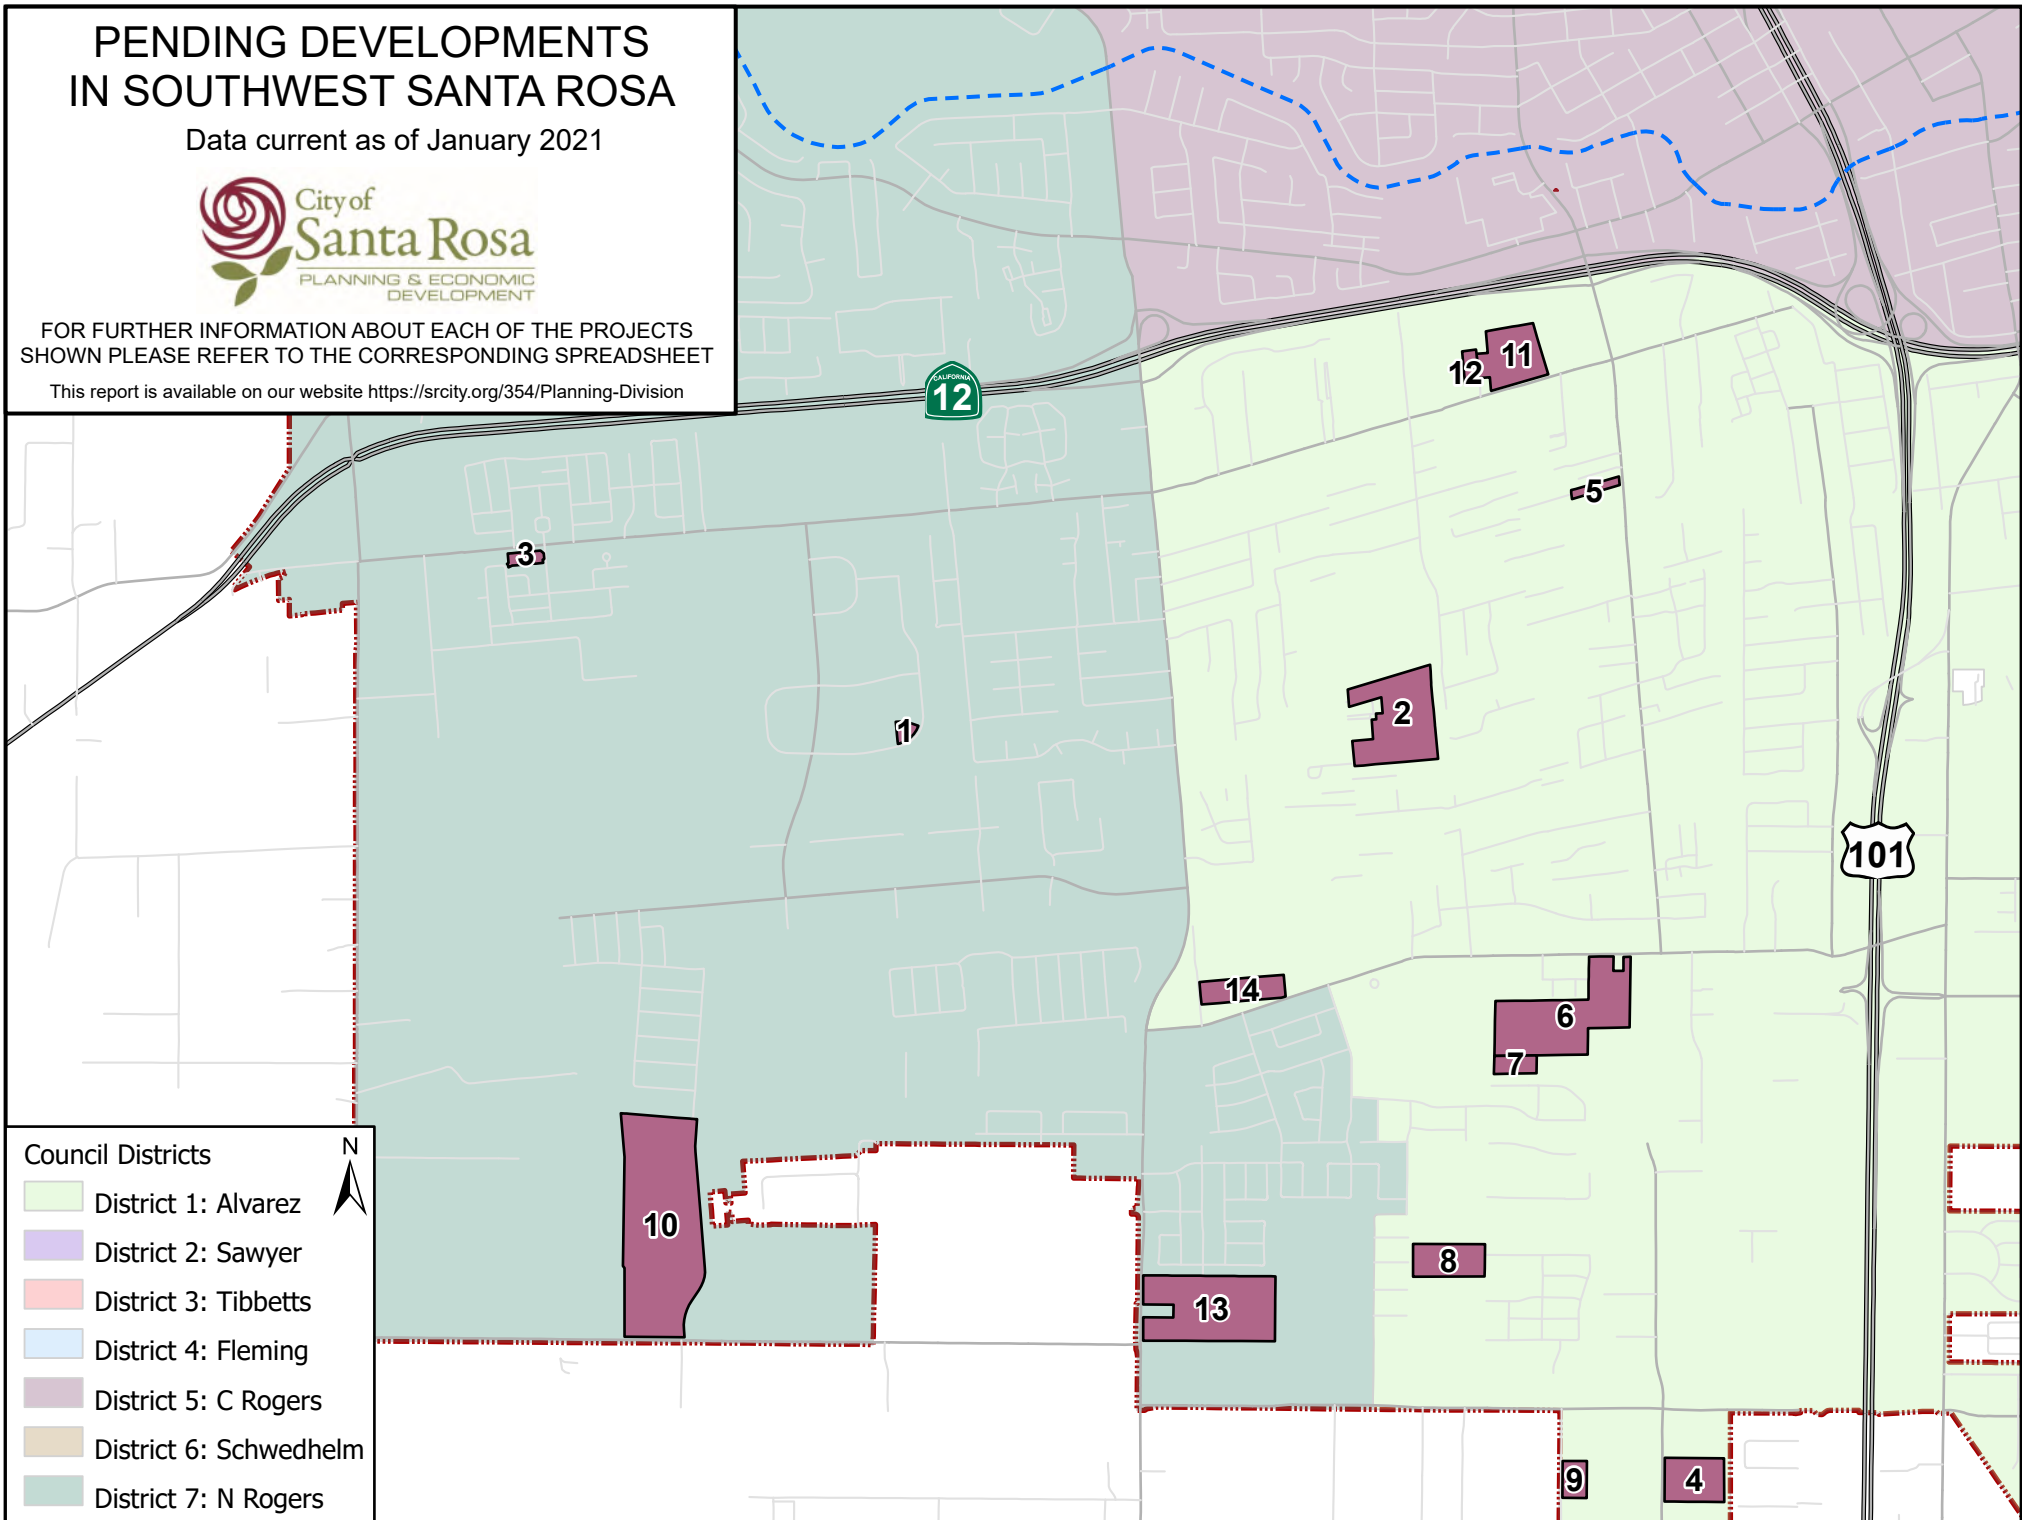 PENDING DEVELOPMENTS
IN SOUTHWEST SANTA ROSA
Data current as of January 2021
City of
Santa Rosa
PLANNING & ECONOMIC
DEVELOPMENT
FOR FURTHER INFORMATION ABOUT EACH OF THE PROJECTS
SHOWN PLEASE REFER TO THE CORRESPONDING SPREADSHEET
This report is available on our website https://srcity.org/354/Planning-Division
CALIFORNIA
12
11
12
5
3
2
1
101
14
6
7
10
8
13
9
4
N
Council Districts
District 1: Alvarez
District 2: Sawyer
District 3: Tibbetts
District 4: Fleming
District 5: C Rogers
District 6: Schwedhelm
District 7: N Rogers